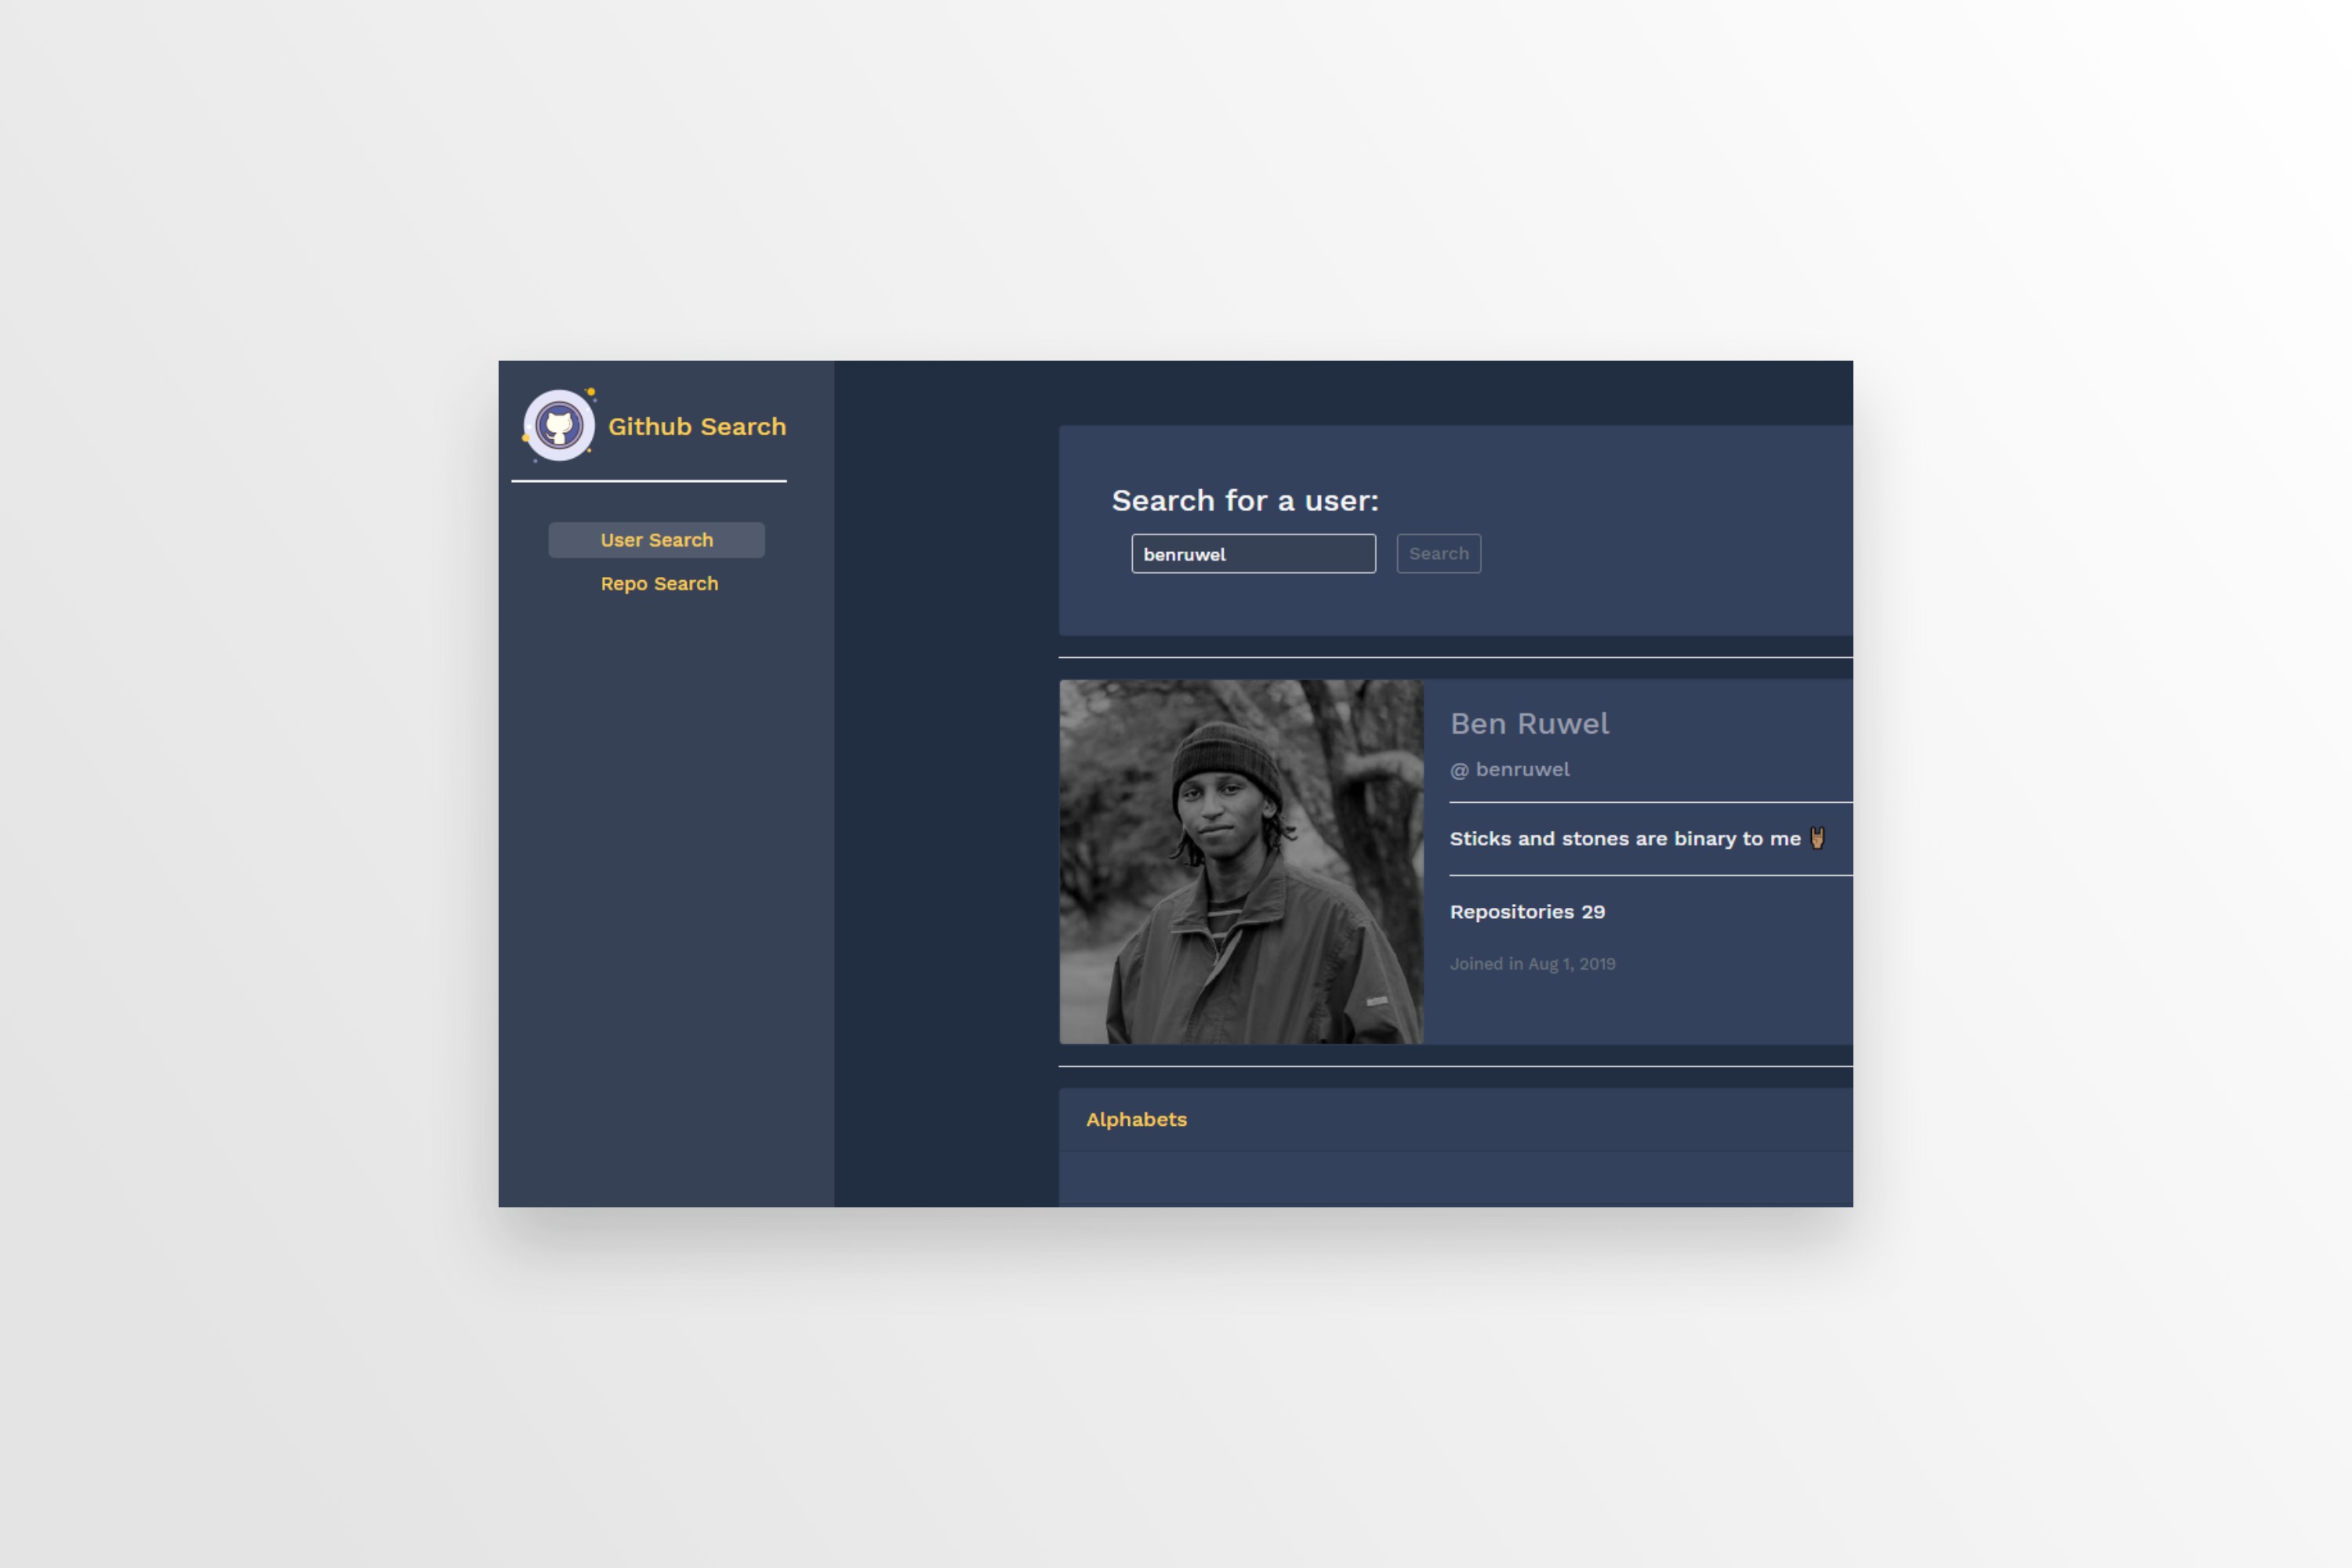 Github Search
User Search
Repo Search
Search for a user:
benruwel
Search
Ben Ruwel
@ benruwel
Sticks and stones are binary to me 🤘🏾
Repositories 29
Joined in Aug 1, 2019
Alphabets